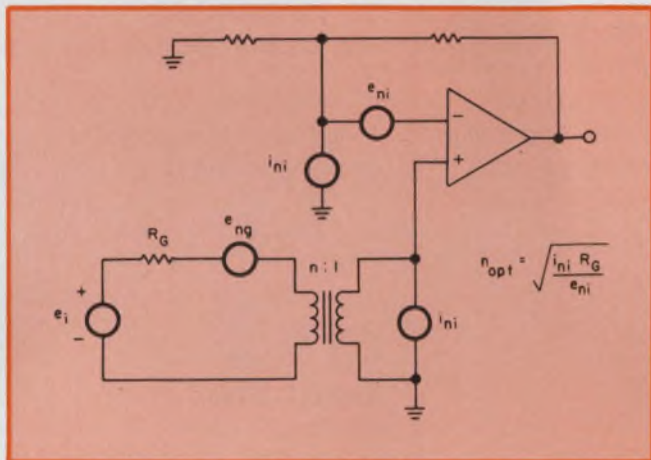 e_ni
−
i_ni
+
R_G
e_ng
n : 1
n_opt = √(i_ni R_G / e_ni)
+
e_i
−
i_ni